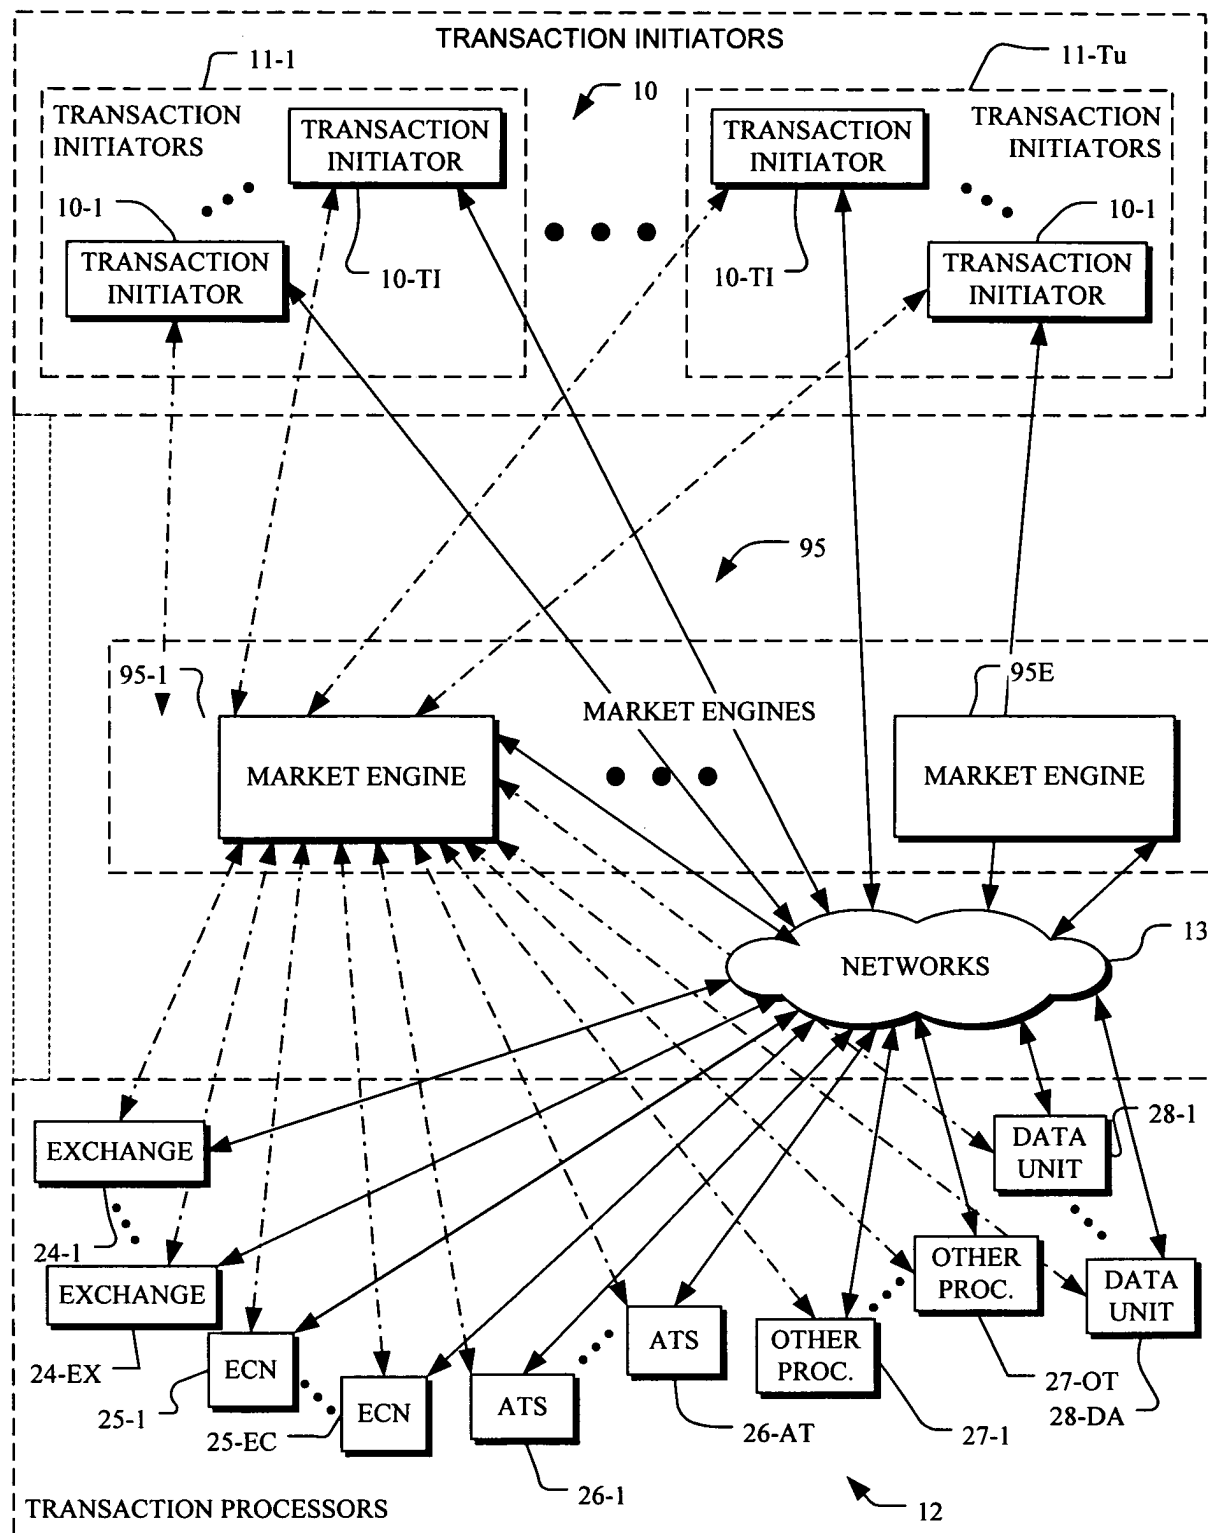 TRANSACTION INITIATORS
11-1
11-Tu
10
TRANSACTION
INITIATORS
TRANSACTION
INITIATOR
TRANSACTION
INITIATOR
TRANSACTION
INITIATORS
10-1
10-1
TRANSACTION
INITIATOR
10-TI
10-TI
TRANSACTION
INITIATOR
95
95-1
95E
MARKET ENGINES
MARKET ENGINE
MARKET ENGINE
13
NETWORKS
EXCHANGE
DATA
UNIT
28-1
24-1
EXCHANGE
OTHER
PROC.
DATA
UNIT
ECN
ATS
OTHER
PROC.
24-EX
27-OT
25-1
ECN
ATS
28-DA
25-EC
26-AT
27-1
26-1
12
TRANSACTION PROCESSORS